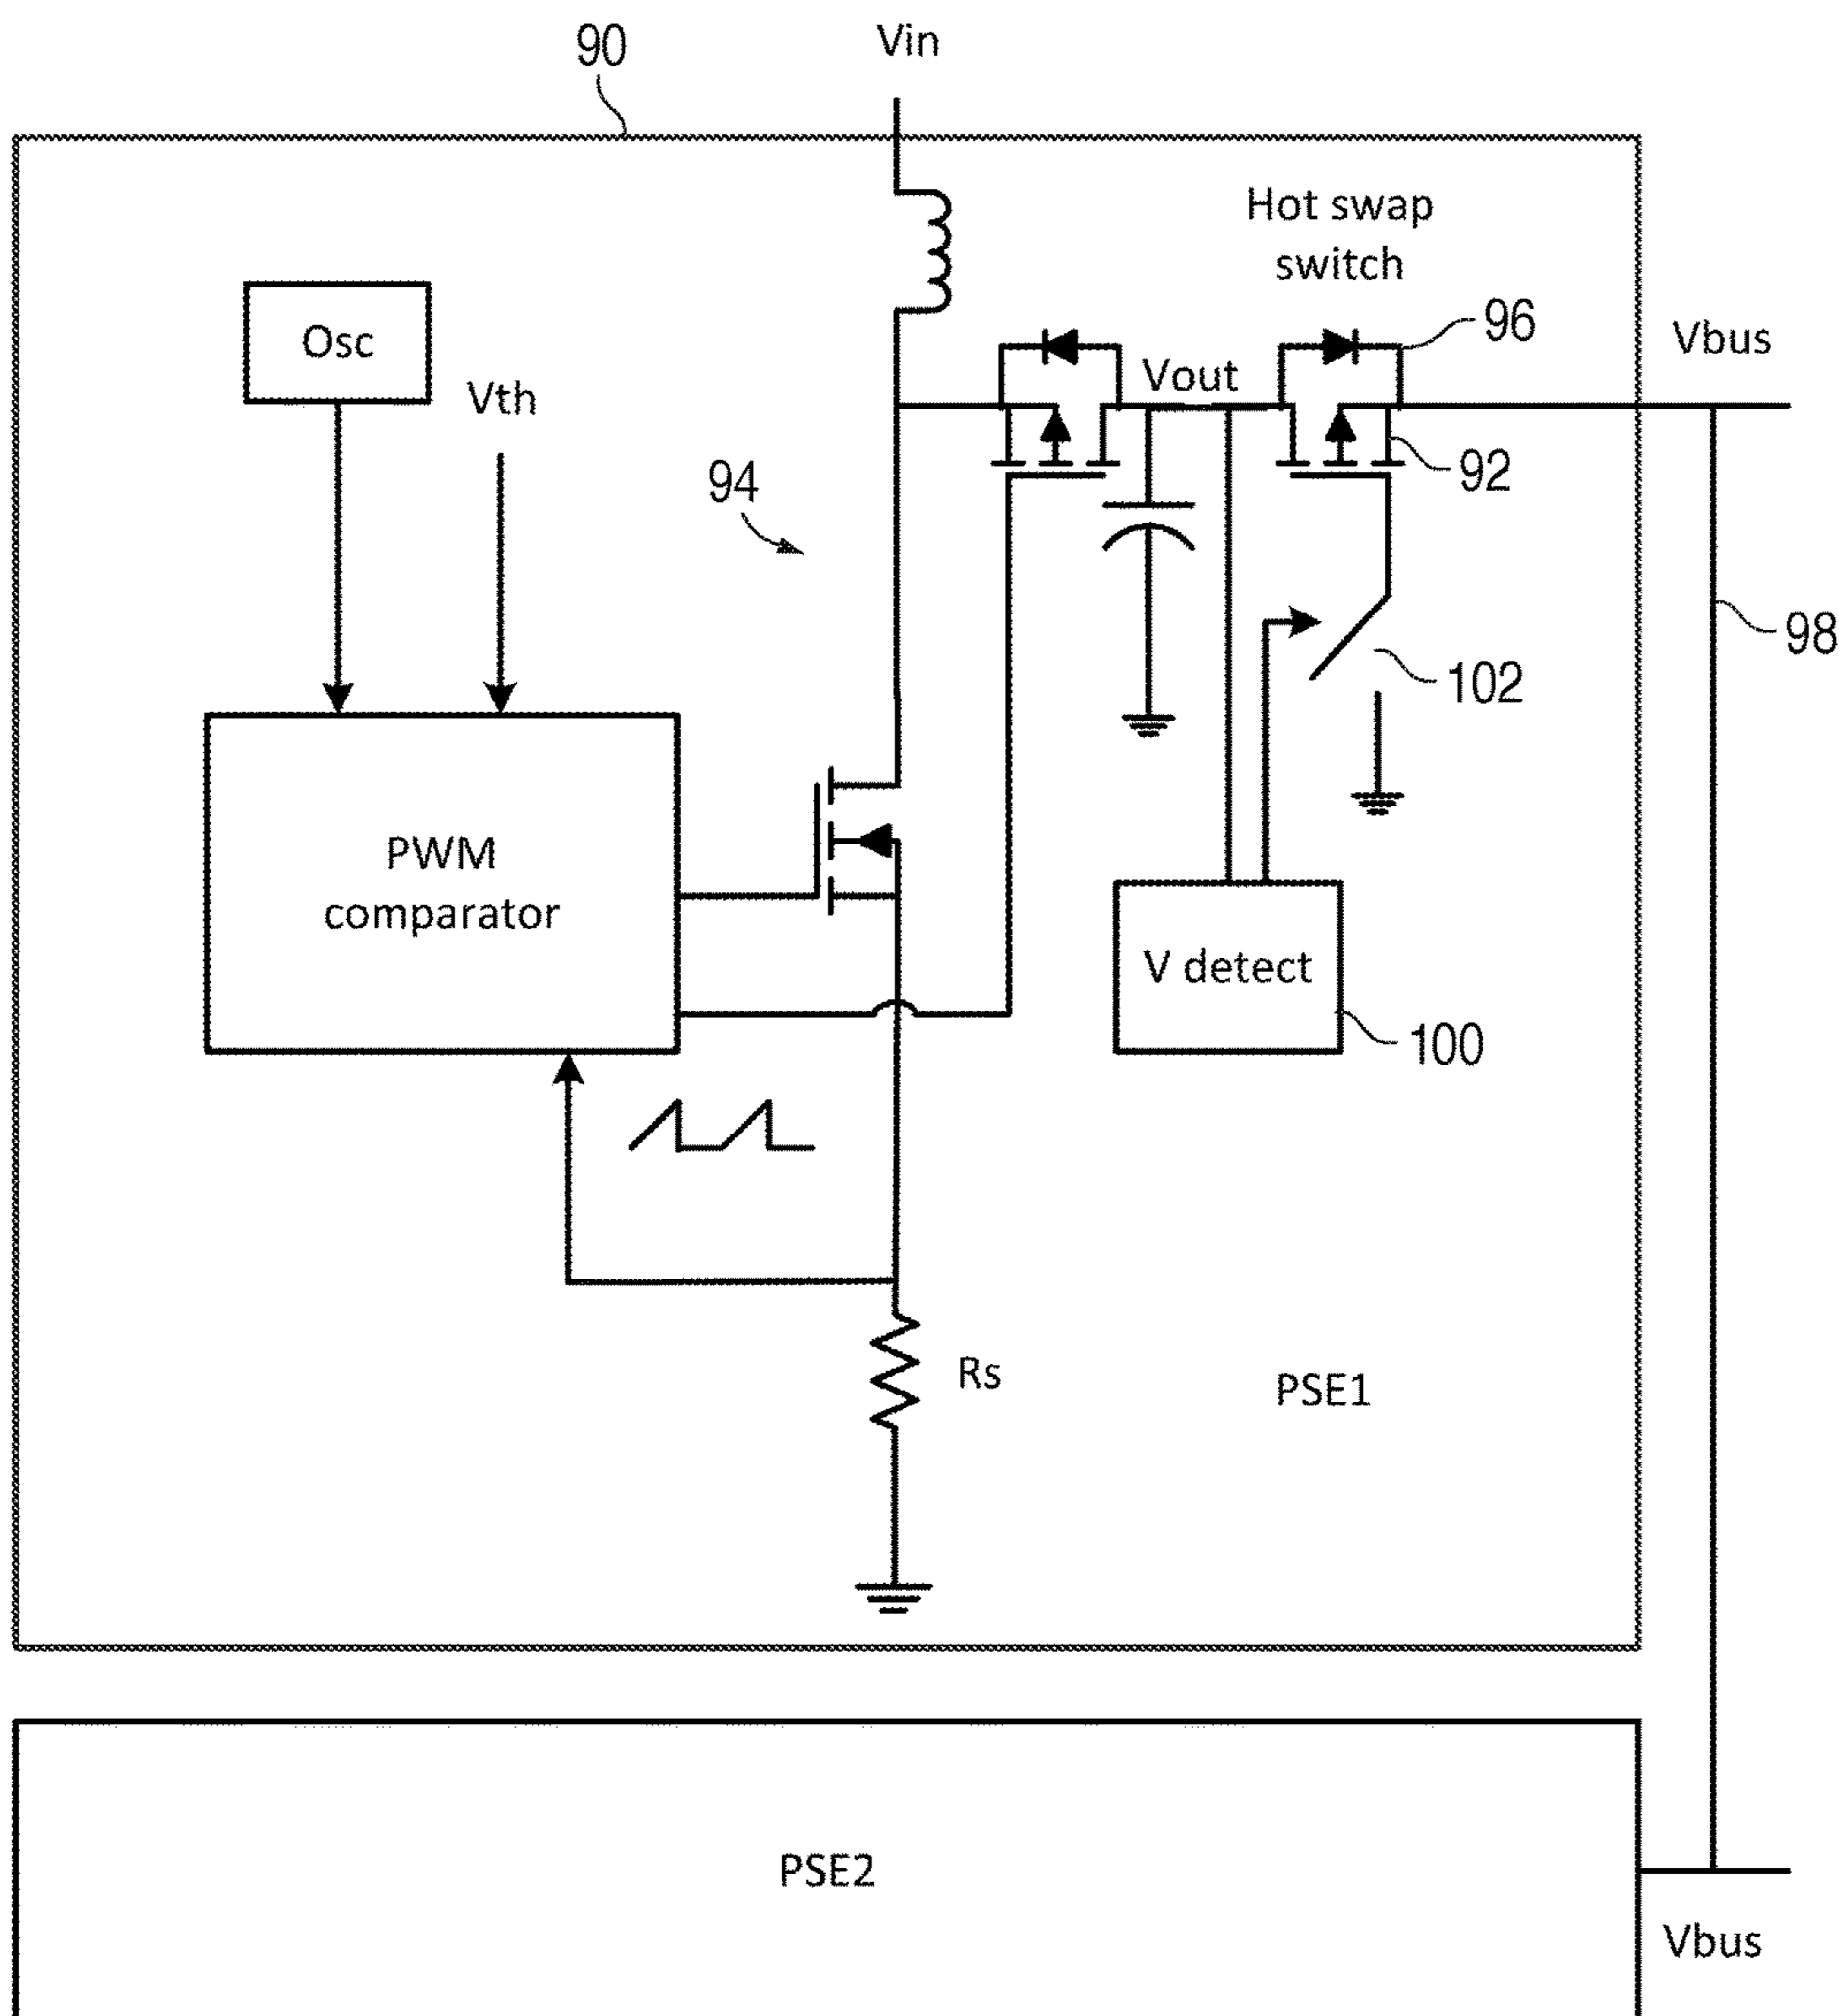 90
Vin
Hot swap
switch
96
Vbus
Osc
Vth
Vout
94
92
98
102
PWM
comparator
V detect
100
Rs
PSE1
PSE2
Vbus